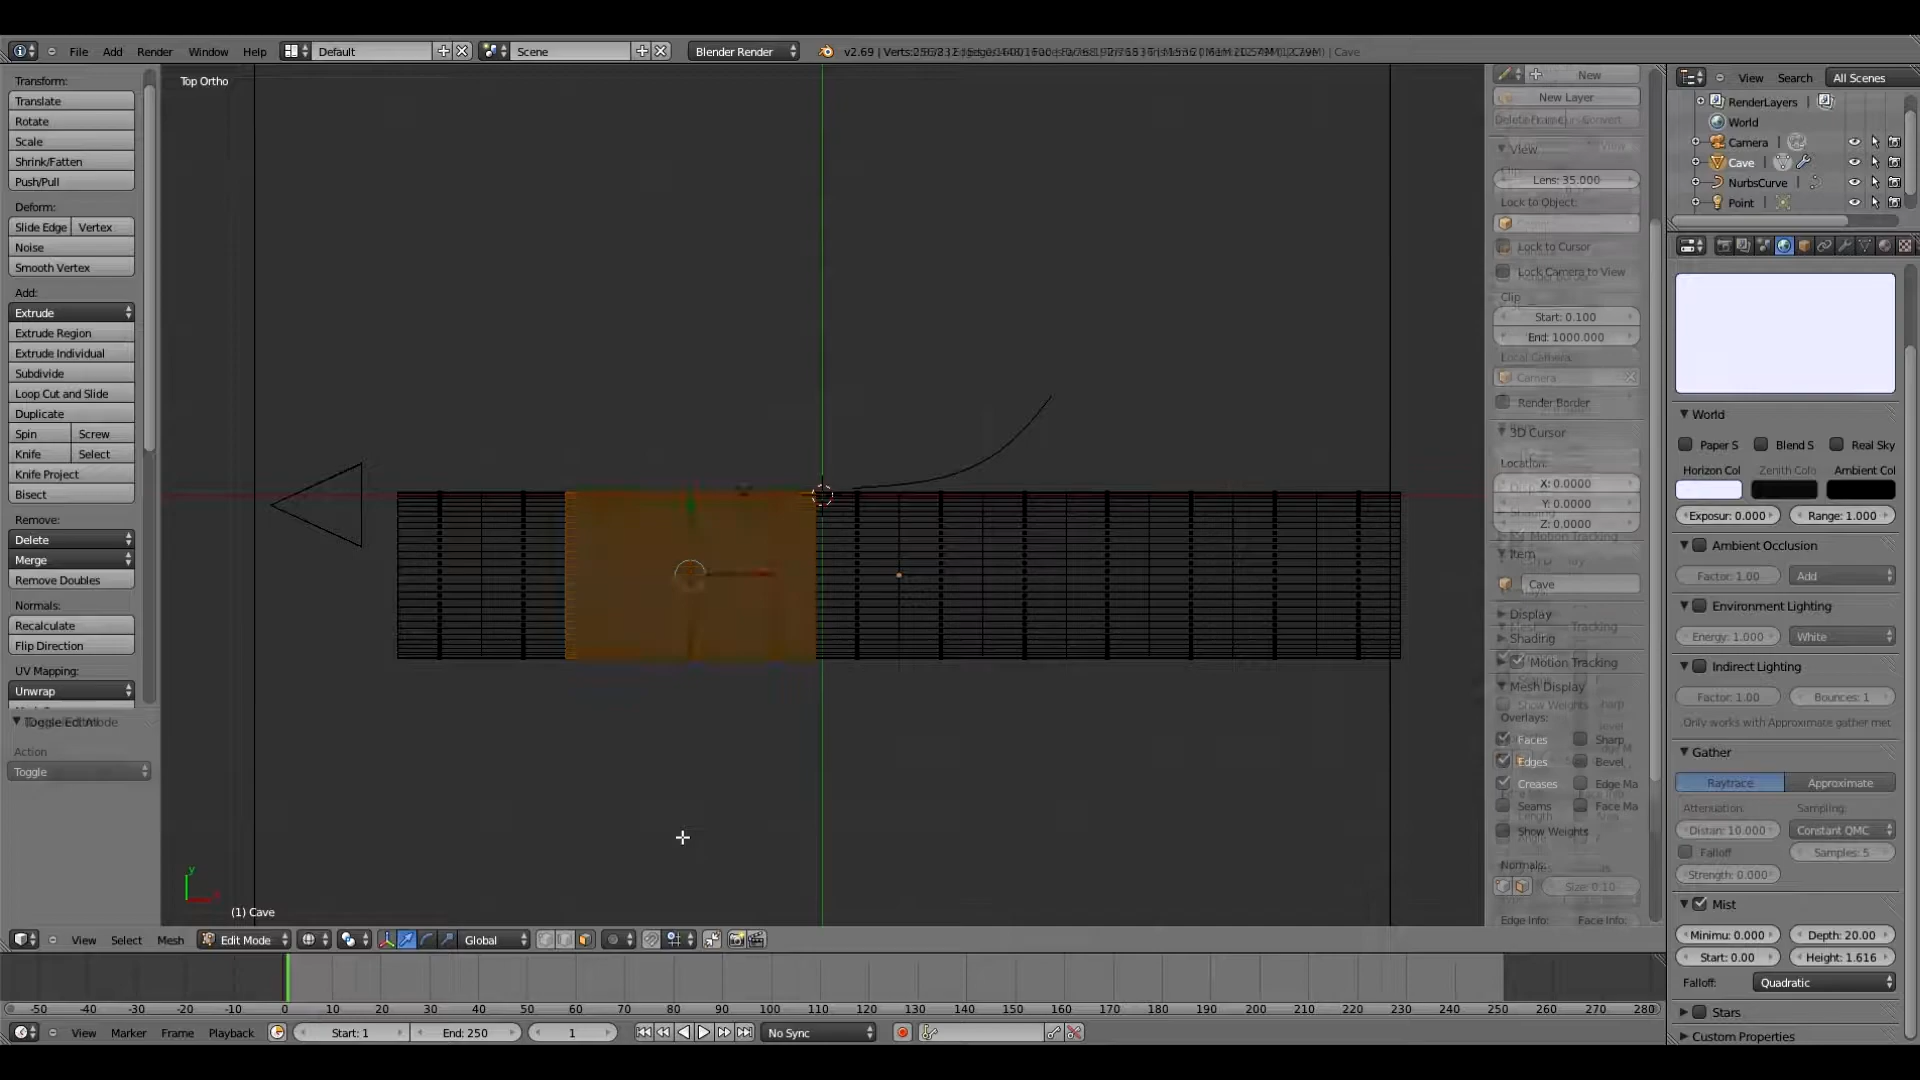 File Add Render Window Help
Default
Scene
Blender Render
v2.69
| Cave
Top Ortho
Transform:
Translate
Rotate
Scale
Shrink/Fatten
Push/Pull
Deform:
Slide Edge Vertex
Noise
Smooth Vertex
Add:
Extrude
Extrude Region
Extrude Individual
Subdivide
Loop Cut and Slide
Duplicate
Spin Screw
Knife Select
Knife Project
Bisect
Remove:
Delete
Merge
Remove Doubles
Normals:
Recalculate
Flip Direction
UV Mapping:
Unwrap
Action
Toggle
y
(1) Cave
New
New Layer
View
Lens: 35.000
Lock to Object:
Lock to Cursor
Lock Camera to View
Clip
Start: 0.100
End: 1000.000
Local Camera:
Camera
Render Border
3D Cursor
Location:
X: 0.0000
Y: 0.0000
Z: 0.0000
Item
Cave
Display
Shading
Motion Tracking
Mesh Display
Overlays:
Faces Sharp
Edges Bevel
Creases Edge Ma
Seams Face Ma
Show Weights
Normals:
Size: 0.10
Edge Info: Face Info:
View Search All Scenes
RenderLayers |
World
Camera |
Cave |
NurbsCurve
Point |
World
Paper S Blend S Real Sky
Horizon Col Zenith Colo Ambient Col
Exposur: 0.000 Range: 1.000
Ambient Occlusion
Factor: 1.00 Add
Environment Lighting
Energy: 1.000 White
Indirect Lighting
Factor: 1.00 Bounces: 1
Only works with Approximate gather met
Gather
Raytrace Approximate
Attenuation: Sampling:
Distan: 10.000 Constant QMC
Falloff Samples: 5
Strength: 0.000
Mist
Minimu: 0.000 Depth: 20.00
Start: 0.00 Height: 1.616
Falloff: Quadratic
Stars
Custom Properties
View Select Mesh Edit Mode Global
-50 -40 -30 -20 -10 0 10 20 30 40 50 60 70 80 90 100 110 120 130 140 150 160 170 180 190 200 210 220 230 240 250 260 270 280
View Marker Frame Playback Start: 1 End: 250 1 No Sync